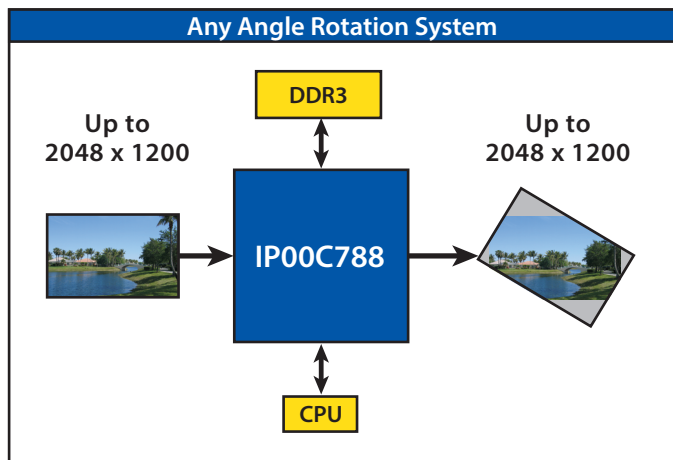 Any Angle Rotation System
DDR3
Up to
2048 x 1200
Up to
2048 x 1200
IP00C788
CPU